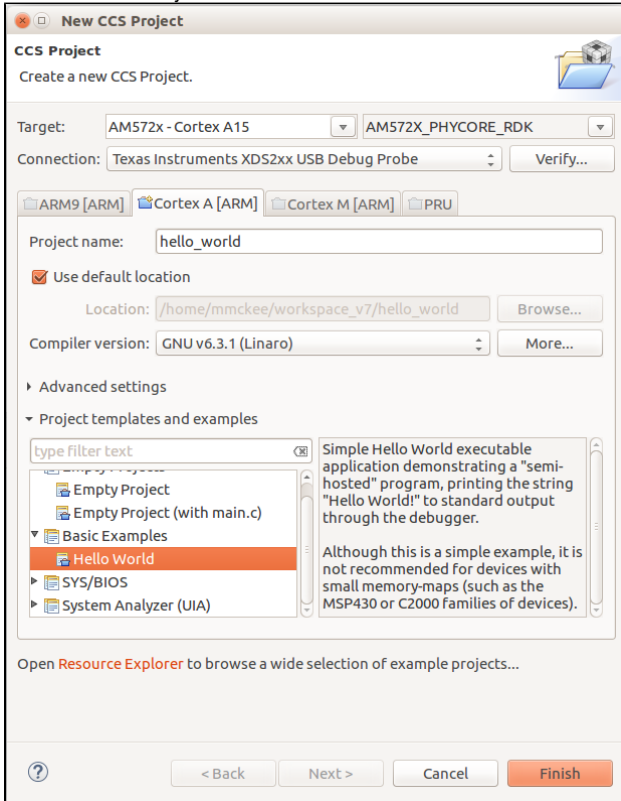 New CCS Project
CCS Project
Create a new CCS Project.
Target: AM572x - Cortex A15 AM572X_PHYCORE_RDK
Connection: Texas Instruments XDS2xx USB Debug Probe Verify...
ARM9 [ARM] Cortex A [ARM] Cortex M [ARM] PRU
Project name: hello_world
Use default location
Location: /home/mmckee/workspace_v7/hello_world Browse...
Compiler version: GNU v6.3.1 (Linaro) More...
Advanced settings
Project templates and examples
type filter text
Empty Projects
Empty Project
Empty Project (with main.c)
Basic Examples
Hello World
SYS/BIOS
System Analyzer (UIA)
Simple Hello World executable
application demonstrating a "semi-
hosted" program, printing the string
"Hello World!" to standard output
through the debugger.
Although this is a simple example, it is
not recommended for devices with
small memory-maps (such as the
MSP430 or C2000 families of devices).
Open Resource Explorer to browse a wide selection of example projects...
< Back Next > Cancel Finish